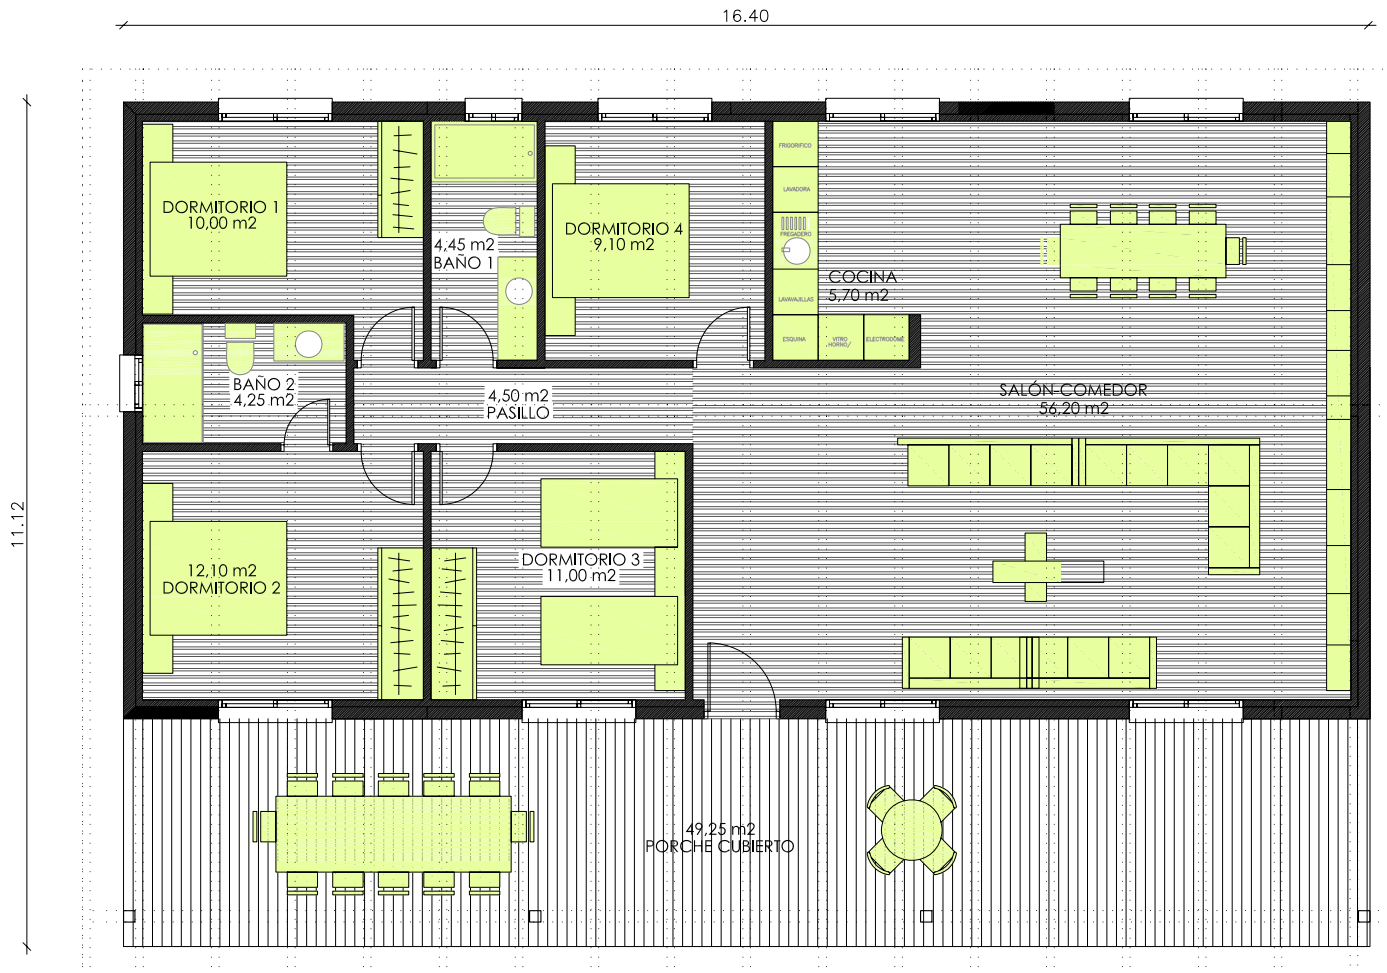 16.40
11.12
DORMITORIO 1
10,00 m2
4,45 m2
BAÑO 1
DORMITORIO 4
9,10 m2
FRIGORIFICO
LAVADORA
FREGADERO
LAVAVAJILLAS
ESQUINA
VITRO
HORNO/
ELECTRODOME
COCINA
5,70 m2
BAÑO 2
4,25 m2
4,50 m2
PASILLO
SALÓN-COMEDOR
56,20 m2
12,10 m2
DORMITORIO 2
DORMITORIO 3
11,00 m2
49,25 m2
PORCHE CUBIERTO